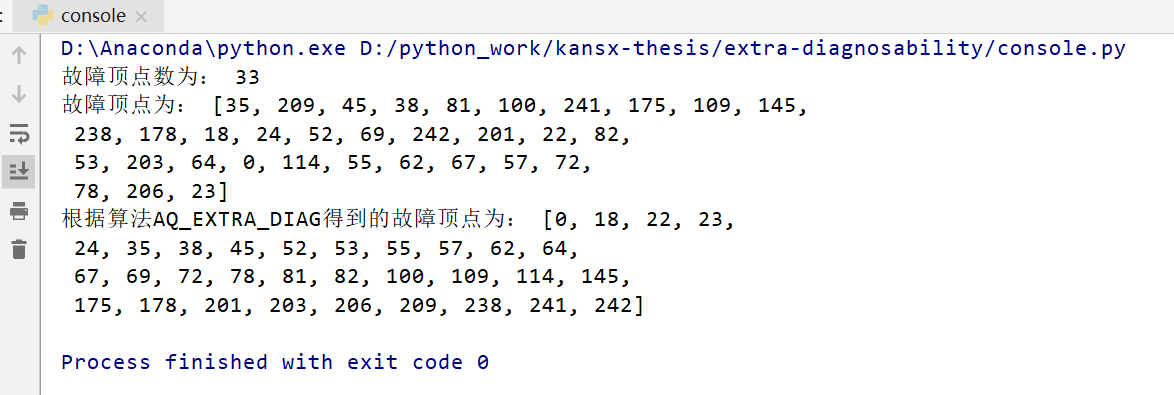 console
D:\Anaconda\python.exe D:/python_work/kansx-thesis/extra-diagnosability/console.py
故障顶点数为： 33
故障顶点为： [35, 209, 45, 38, 81, 100, 241, 175, 109, 145,
238, 178, 18, 24, 52, 69, 242, 201, 22, 82,
53, 203, 64, 0, 114, 55, 62, 67, 57, 72,
78, 206, 23]
根据算法AQ_EXTRA_DIAG得到的故障顶点为： [0, 18, 22, 23,
24, 35, 38, 45, 52, 53, 55, 57, 62, 64,
67, 69, 72, 78, 81, 82, 100, 109, 114, 145,
175, 178, 201, 203, 206, 209, 238, 241, 242]
Process finished with exit code 0